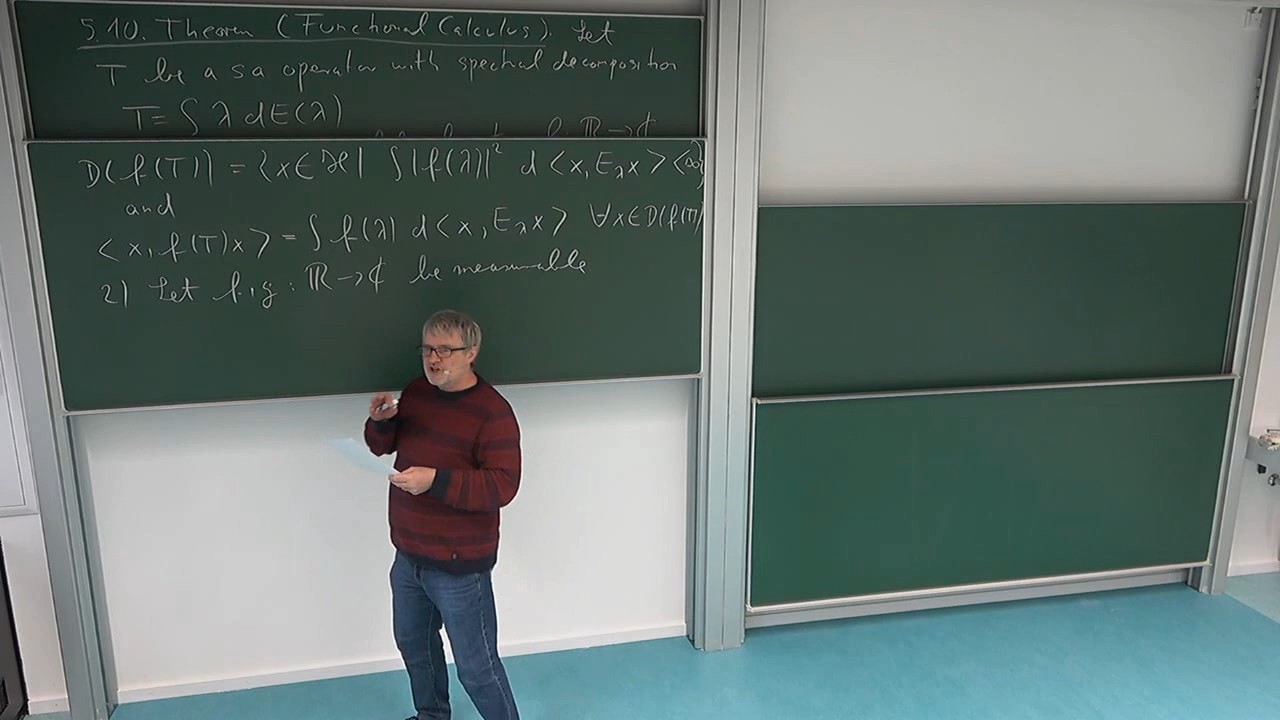 5.10. Theorem (Functional Calculus). Let
T be a sa operator with spectral decomposition
T = ∫ λ dE(λ)
D(f(T)) = {x ∈ ℋ | ∫ |f(λ)|² d<x, E_λ x> < ∞}
and
<x, f(T)x> = ∫ f(λ) d<x, E_λ x> ∀x ∈ D(f(T))
2) Let f, g : ℝ → ℂ be measurable